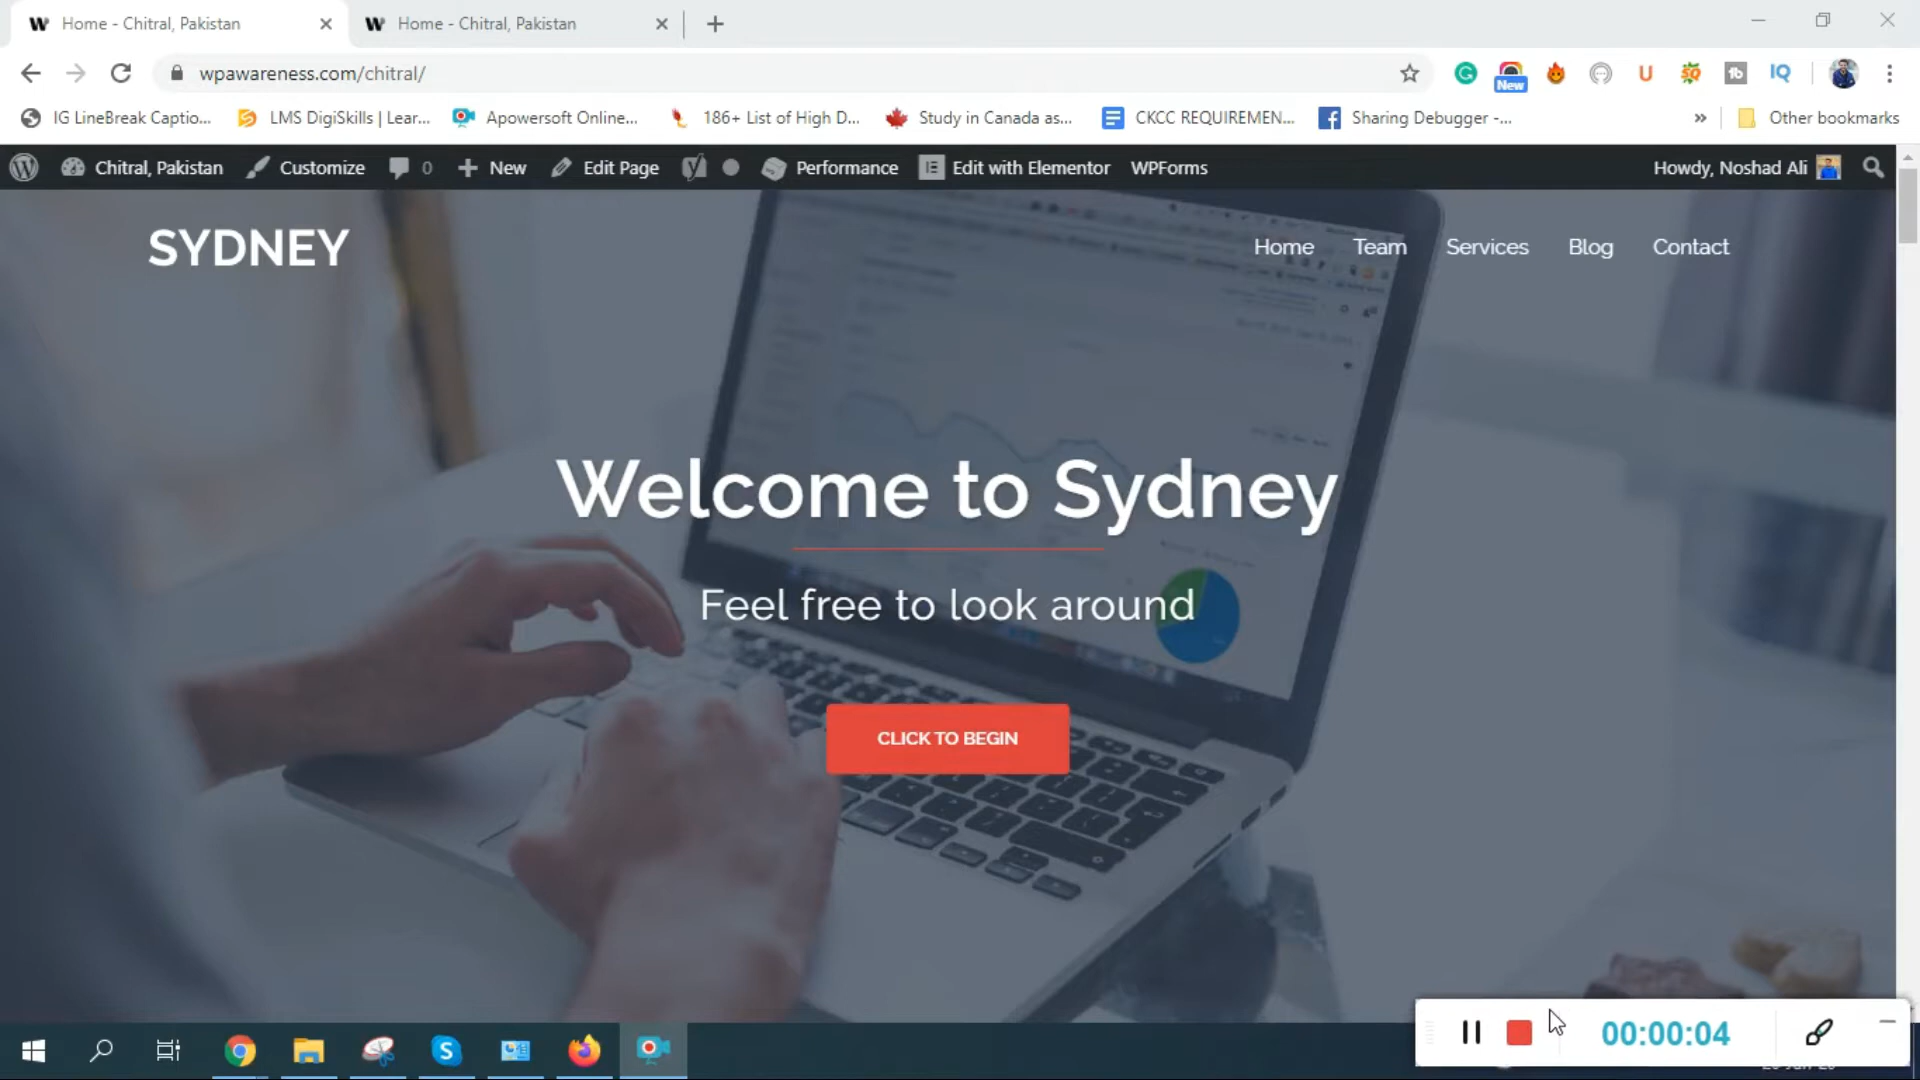 Home - Chitral, Pakistan
Home - Chitral, Pakistan
wpawareness.com/chitral/
New
U
SQ
tb
IQ
IG LineBreak Captio...
LMS DigiSkills | Lear...
Apowersoft Online...
186+ List of High D...
Study in Canada as...
CKCC REQUIREMEN...
Sharing Debugger -...
»
Other bookmarks
Chitral, Pakistan
Customize
0
New
Edit Page
Performance
Edit with Elementor
WPForms
Howdy, Noshad Ali
SYDNEY
Home
Team
Services
Blog
Contact
Welcome to Sydney
Feel free to look around
CLICK TO BEGIN
00:00:04